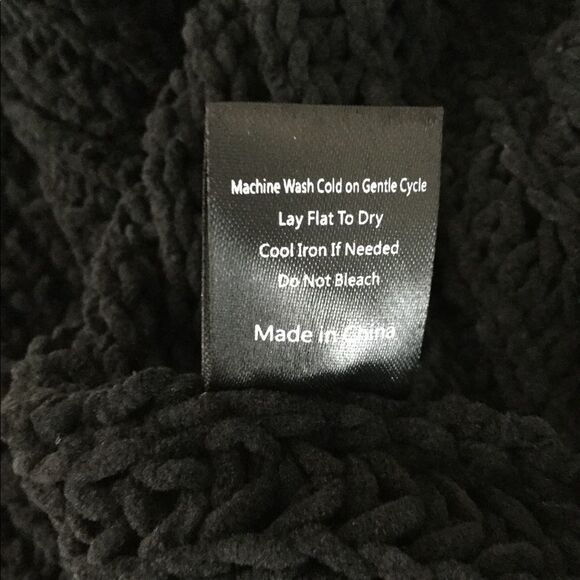 Machine Wash Cold on Gentle Cycle
Lay Flat To Dry
Cool Iron If Needed
Do Not Bleach
Made in China